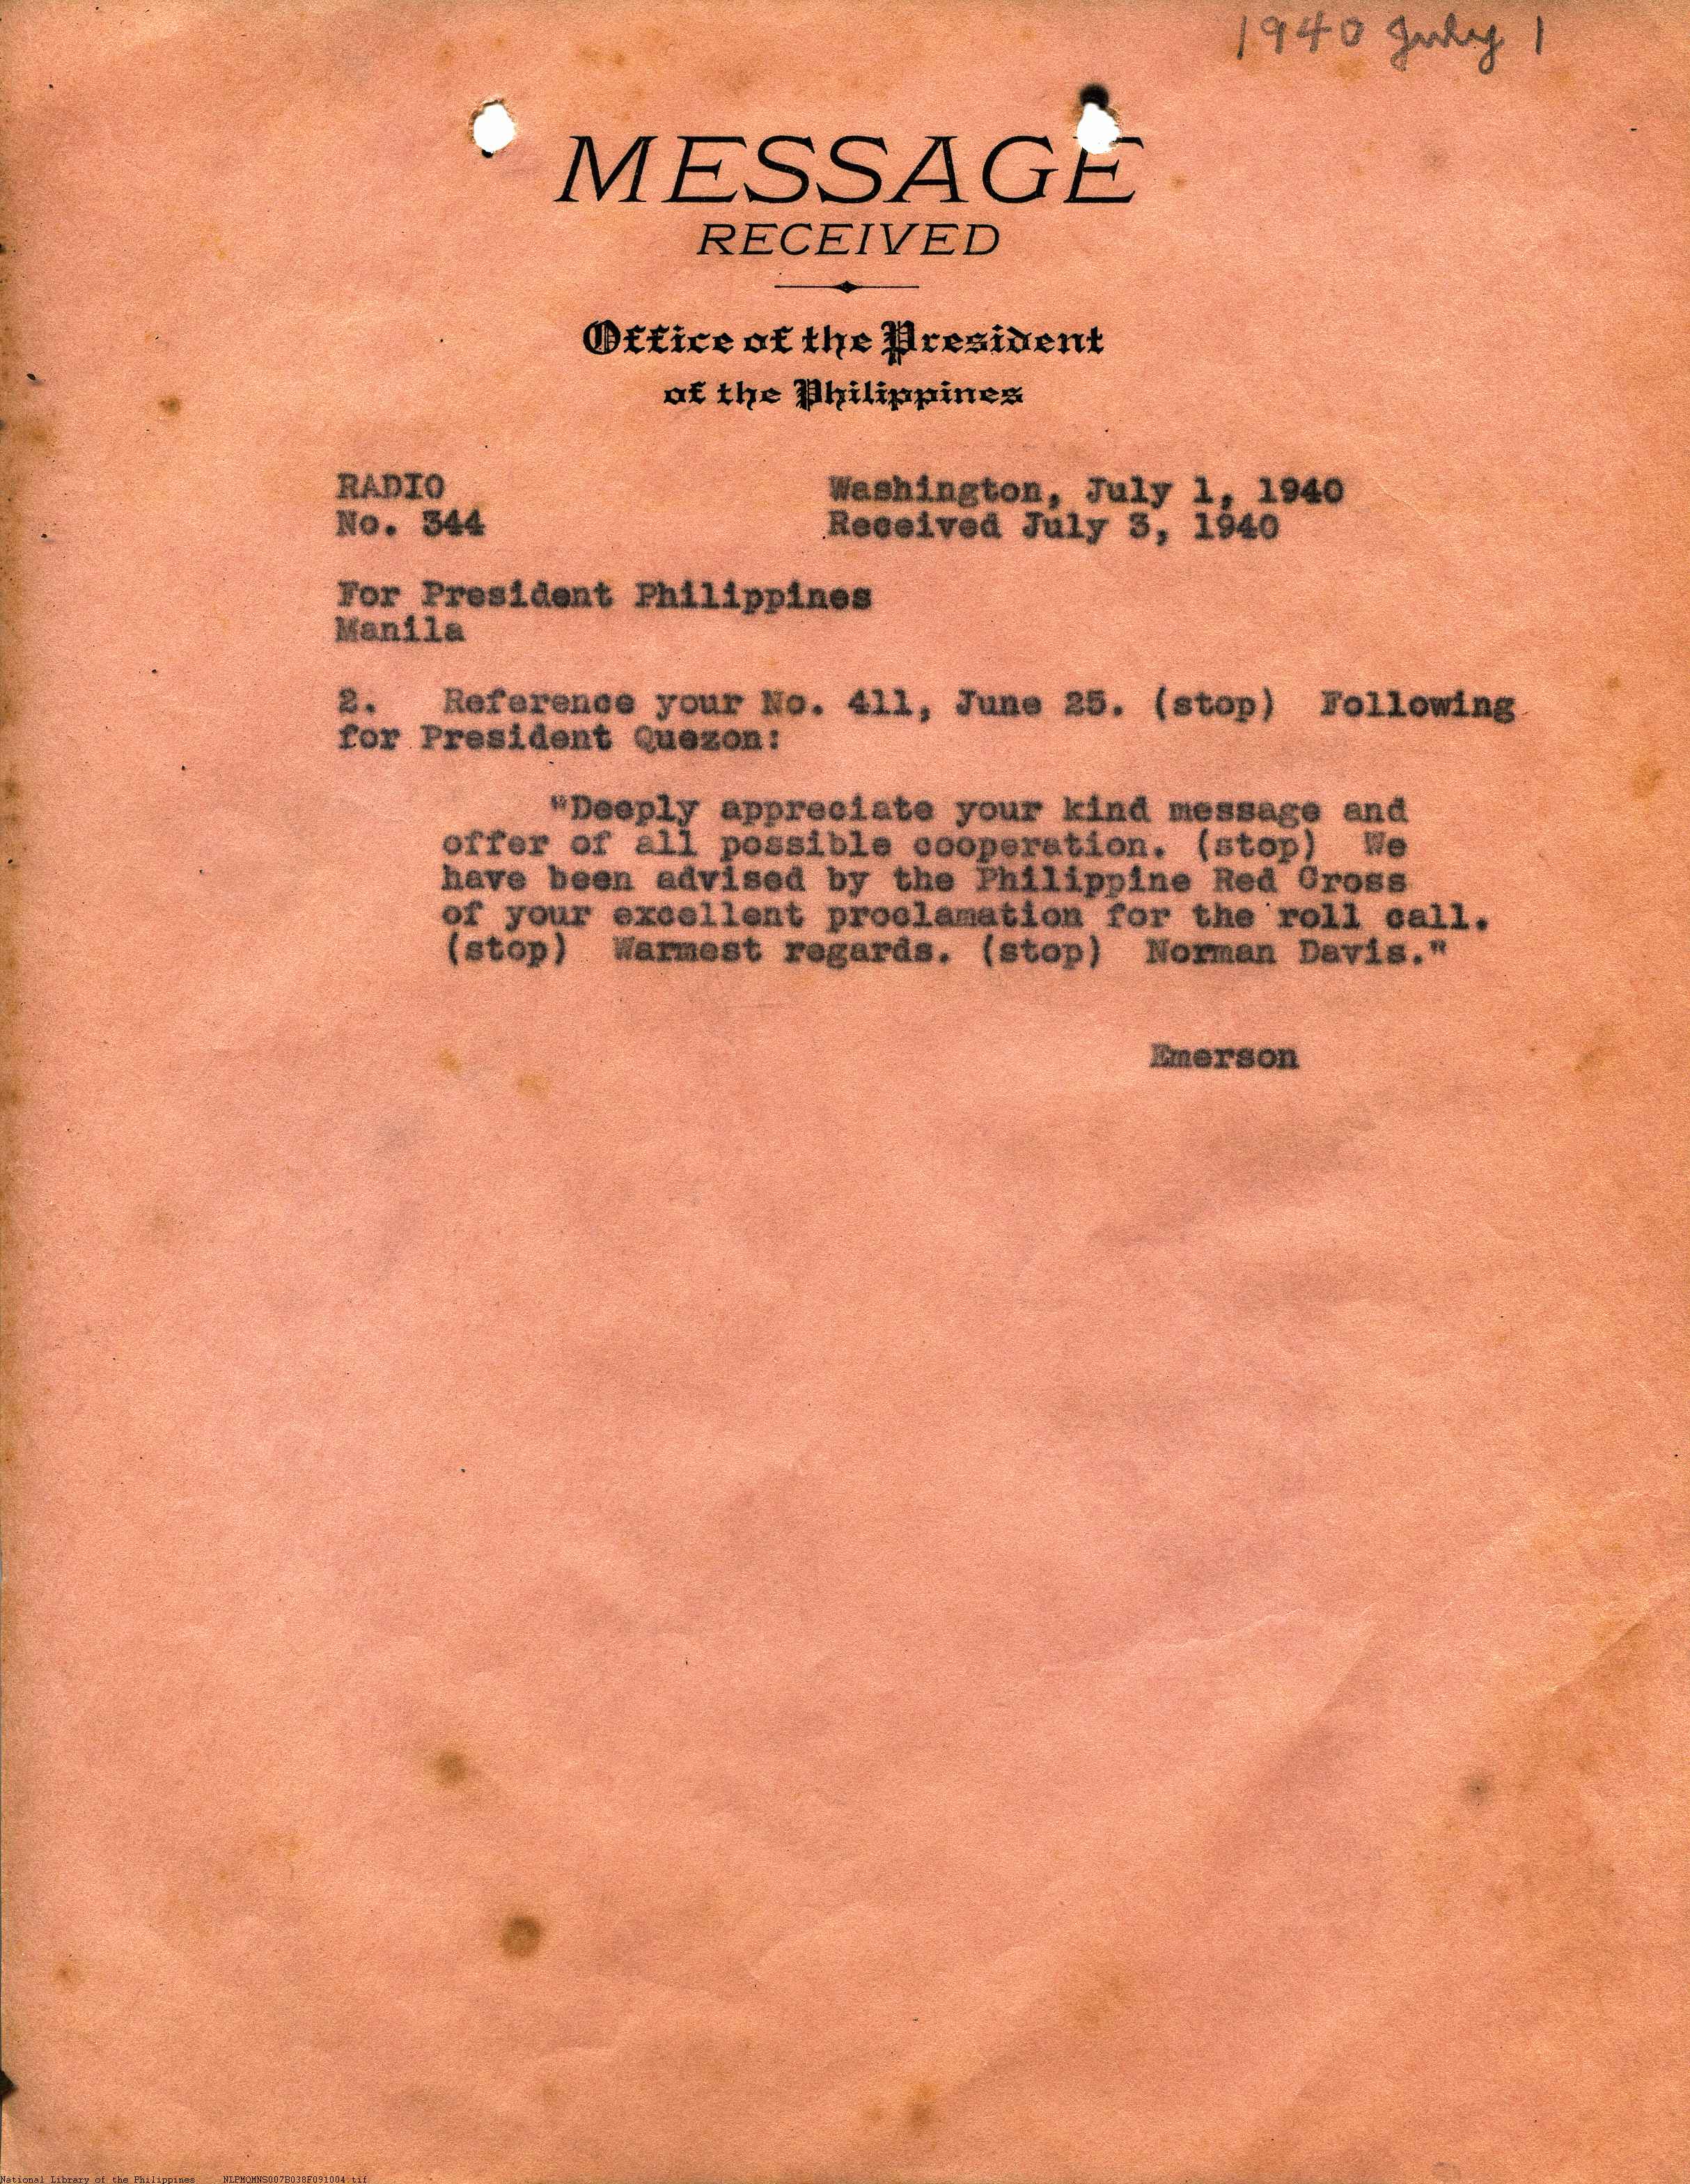 1940 July 1
MESSAGE
RECEIVED
Office of the President
of the Philippines
RADIO Washington, July 1, 1940
No. 344 Received July 3, 1940
For President Philippines
Manila
2. Reference your No. 411, June 25. (stop) Following
for President Quezon:
"Deeply appreciate your kind message and
offer of all possible cooperation. (stop) We
have been advised by the Philippine Red Cross
of your excellent proclamation for the roll call.
(stop) Warmest regards. (stop) Norman Davis."
Emerson
National Library of the Philippines NLPMQMNS007B038F091004.tif